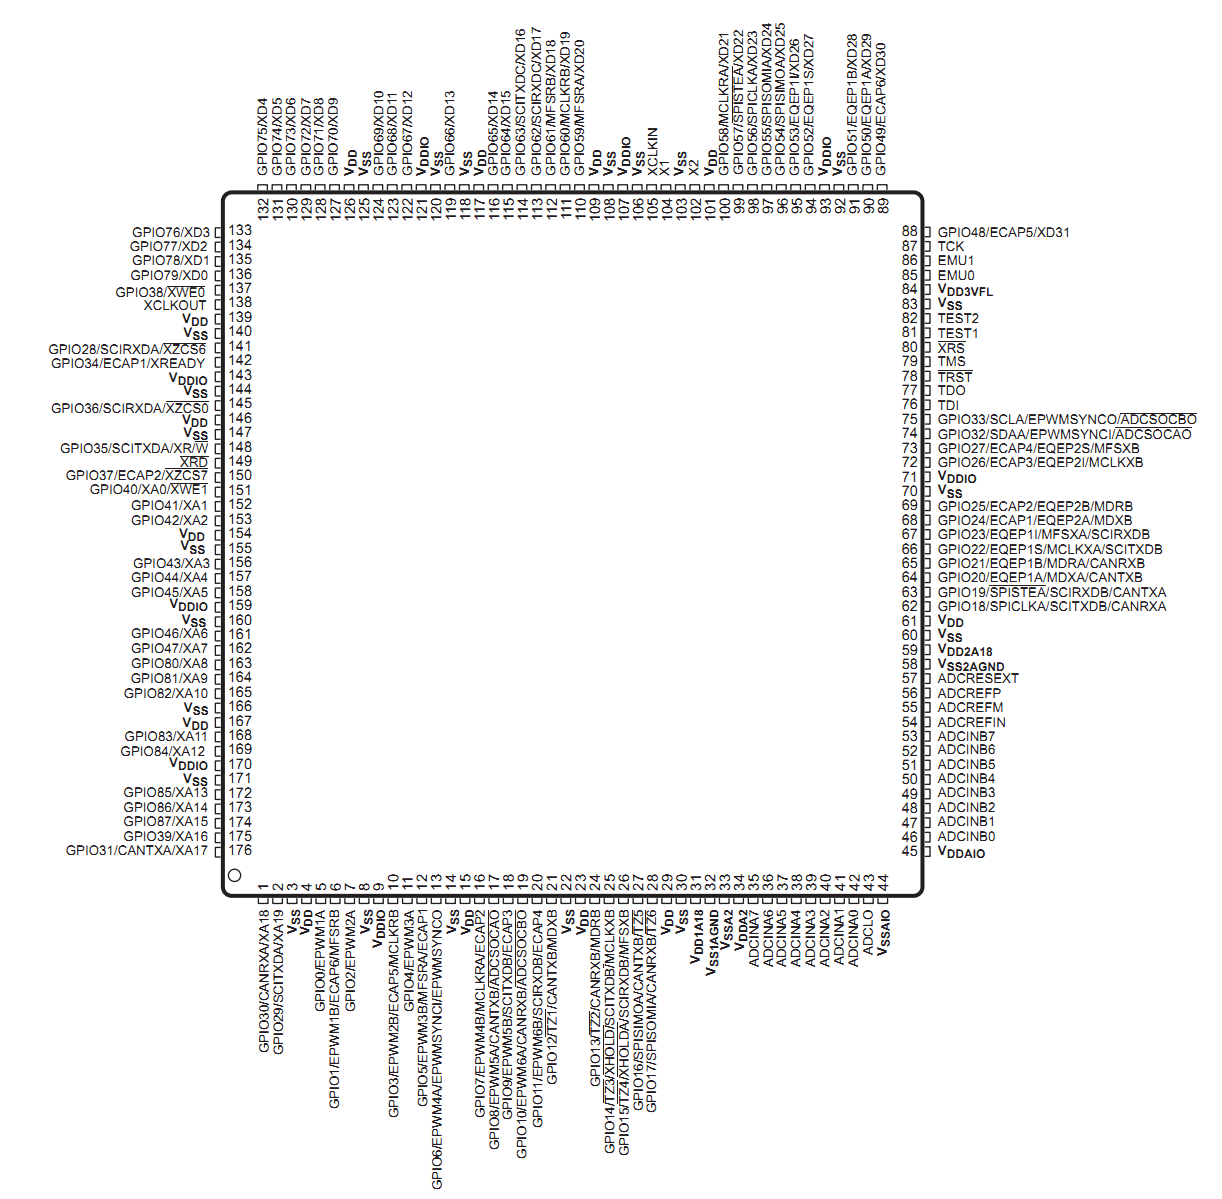 GPIO75/XD4
GPIO74/XD5
GPIO73/XD6
GPIO72/XD7
GPIO71/XD8
GPIO70/XD9
VDD
VSS
GPIO69/XD10
GPIO68/XD11
GPIO67/XD12
VDDIO
VSS
GPIO66/XD13
VSS
VDD
GPIO65/XD14
GPIO64/XD15
GPIO63/SCITXDC/XD16
GPIO62/SCIRXDC/XD17
GPIO61/MFSRB/XD18
GPIO60/MCLKRB/XD19
GPIO59/MFSRA/XD20
VDD
VSS
VDDIO
VSS
XCLKIN
X1
VSS
X2
VDD
GPIO58/MCLKRA/XD21
GPIO57/SPISTEA/XD22
GPIO56/SPICLKA/XD23
GPIO55/SPISOMIA/XD24
GPIO54/SPISIMOA/XD25
GPIO53/EQEP1I/XD26
GPIO52/EQEP1S/XD27
VDDIO
VSS
GPIO51/EQEP1B/XD28
GPIO50/EQEP1A/XD29
GPIO49/ECAP6/XD30
132
131
130
129
128
127
126
125
124
123
122
121
120
119
118
117
116
115
114
113
112
111
110
109
108
107
106
105
104
103
102
101
100
99
98
97
96
95
94
93
92
91
90
89
GPIO76/XD3 133
GPIO77/XD2 134
GPIO78/XD1 135
GPIO79/XD0 136
GPIO38/XWE0 137
XCLKOUT 138
VDD 139
VSS 140
GPIO28/SCIRXDA/XZCS6 141
GPIO34/ECAP1/XREADY 142
VDDIO 143
VSS 144
GPIO36/SCIRXDA/XZCS0 145
VDD 146
VSS 147
GPIO35/SCITXDA/XR/W 148
XRD 149
GPIO37/ECAP2/XZCS7 150
GPIO40/XA0/XWE1 151
GPIO41/XA1 152
GPIO42/XA2 153
VDD 154
VSS 155
GPIO43/XA3 156
GPIO44/XA4 157
GPIO45/XA5 158
VDDIO 159
VSS 160
GPIO46/XA6 161
GPIO47/XA7 162
GPIO80/XA8 163
GPIO81/XA9 164
GPIO82/XA10 165
VSS 166
VDD 167
GPIO83/XA11 168
GPIO84/XA12 169
VDDIO 170
VSS 171
GPIO85/XA13 172
GPIO86/XA14 173
GPIO87/XA15 174
GPIO39/XA16 175
GPIO31/CANTXA/XA17 176
88 GPIO48/ECAP5/XD31
87 TCK
86 EMU1
85 EMU0
84 VDD3VFL
83 VSS
82 TEST2
81 TEST1
80 XRS
79 TMS
78 TRST
77 TDO
76 TDI
75 GPIO33/SCLA/EPWMSYNCO/ADCSOCBO
74 GPIO32/SDAA/EPWMSYNCI/ADCSOCAO
73 GPIO27/ECAP4/EQEP2S/MFSXB
72 GPIO26/ECAP3/EQEP2I/MCLKXB
71 VDDIO
70 VSS
69 GPIO25/ECAP2/EQEP2B/MDRB
68 GPIO24/ECAP1/EQEP2A/MDXB
67 GPIO23/EQEP1I/MFSXA/SCIRXDB
66 GPIO22/EQEP1S/MCLKXA/SCITXDB
65 GPIO21/EQEP1B/MDRA/CANRXB
64 GPIO20/EQEP1A/MDXA/CANTXB
63 GPIO19/SPISTEA/SCIRXDB/CANTXA
62 GPIO18/SPICLKA/SCITXDB/CANRXA
61 VDD
60 VSS
59 VDD2A18
58 VSS2AGND
57 ADCRESEXT
56 ADCREFP
55 ADCREFM
54 ADCREFIN
53 ADCINB7
52 ADCINB6
51 ADCINB5
50 ADCINB4
49 ADCINB3
48 ADCINB2
47 ADCINB1
46 ADCINB0
45 VDDAIO
1
2
3
4
5
6
7
8
9
10
11
12
13
14
15
16
17
18
19
20
21
22
23
24
25
26
27
28
29
30
31
32
33
34
35
36
37
38
39
40
41
42
43
44
GPIO30/CANRXA/XA18
GPIO29/SCITXDA/XA19
VSS
VDD
GPIO0/EPWM1A
GPIO1/EPWM1B/ECAP6/MFSRB
GPIO2/EPWM2A
VSS
VDDIO
GPIO3/EPWM2B/ECAP5/MCLKRB
GPIO4/EPWM3A
GPIO5/EPWM3B/MFSRA/ECAP1
GPIO6/EPWM4A/EPWMSYNCI/EPWMSYNCO
VSS
VDD
GPIO7/EPWM4B/MCLKRA/ECAP2
GPIO8/EPWM5A/CANTXB/ADCSOCAO
GPIO9/EPWM5B/SCITXDB/ECAP3
GPIO10/EPWM6A/CANRXB/ADCSOCBO
GPIO11/EPWM6B/SCIRXDB/ECAP4
GPIO12/TZ1/CANTXB/MDXB
VSS
VDD
GPIO13/TZ2/CANRXB/MDRB
GPIO14/TZ3/XHOLD/SCITXDB/MCLKXB
GPIO15/TZ4/XHOLDA/SCIRXDB/MFSXB
GPIO16/SPISIMOA/CANTXB/TZ5
GPIO17/SPISOMIA/CANRXB/TZ6
VDD
VSS
VDD1A18
VSS1AGND
VSSA2
VDDA2
ADCINA7
ADCINA6
ADCINA5
ADCINA4
ADCINA3
ADCINA2
ADCINA1
ADCINA0
ADCLO
VSSAIO